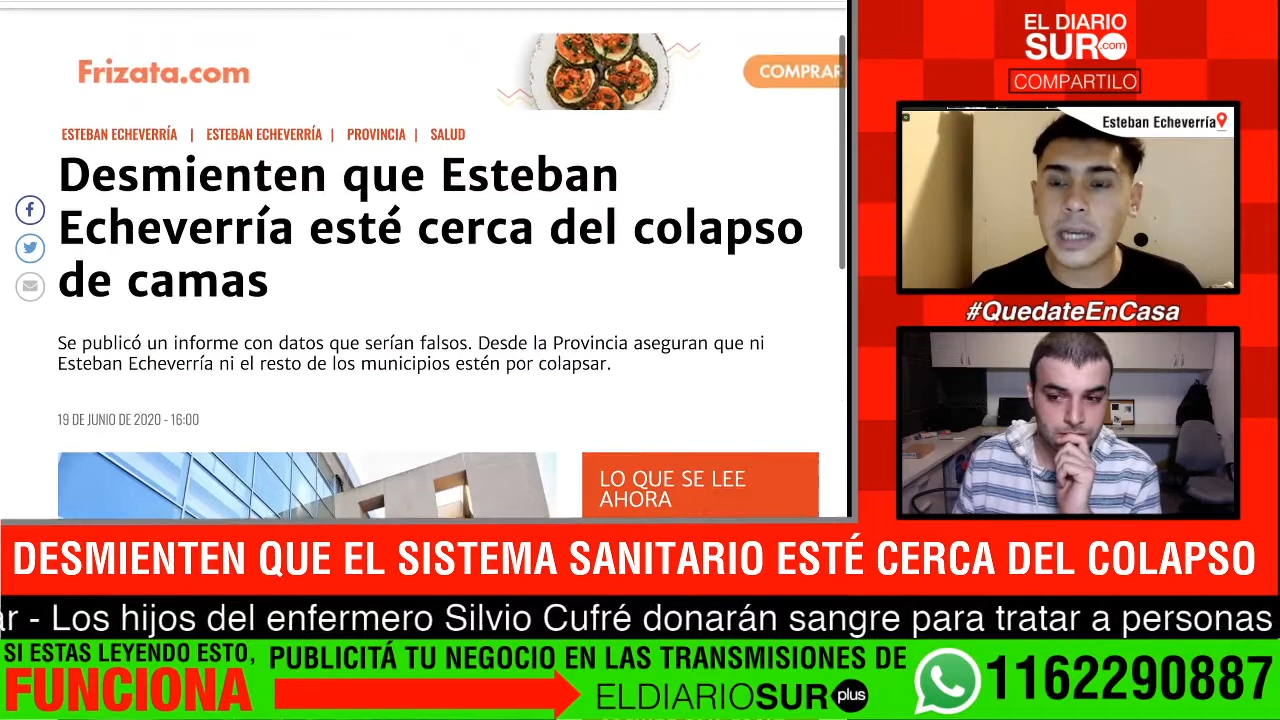 Frizata.com
COMPRAR
ESTEBAN ECHEVERRÍA | ESTEBAN ECHEVERRÍA | PROVINCIA | SALUD
Desmienten que Esteban
Echeverría esté cerca del colapso
de camas
Se publicó un informe con datos que serían falsos. Desde la Provincia aseguran que ni
Esteban Echeverría ni el resto de los municipios estén por colapsar.
19 DE JUNIO DE 2020 - 16:00
LO QUE SE LEE
AHORA
EL DIARIO
SUR.com
COMPARTILO
Esteban Echeverría
#QuedateEnCasa
DESMIENTEN QUE EL SISTEMA SANITARIO ESTÉ CERCA DEL COLAPSO
ar - Los hijos del enfermero Silvio Cufré donarán sangre para tratar a personas
SI ESTAS LEYENDO ESTO,
FUNCIONA
PUBLICITÁ TU NEGOCIO EN LAS TRANSMISIONES DE
ELDIARIOSUR plus
1162290887